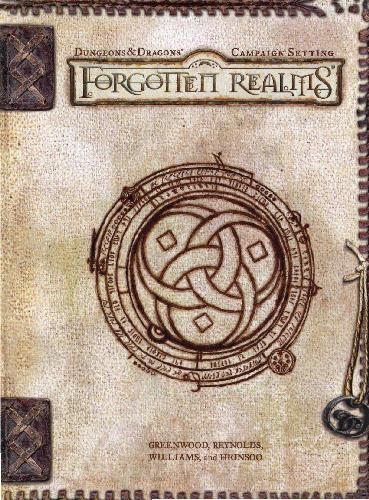 DUNGEONS & DRAGONS® CAMPAIGN SETTING
FORGOTTEN REALMS®
GREENWOOD, REYNOLDS,
WILLIAMS, and HEINSOO